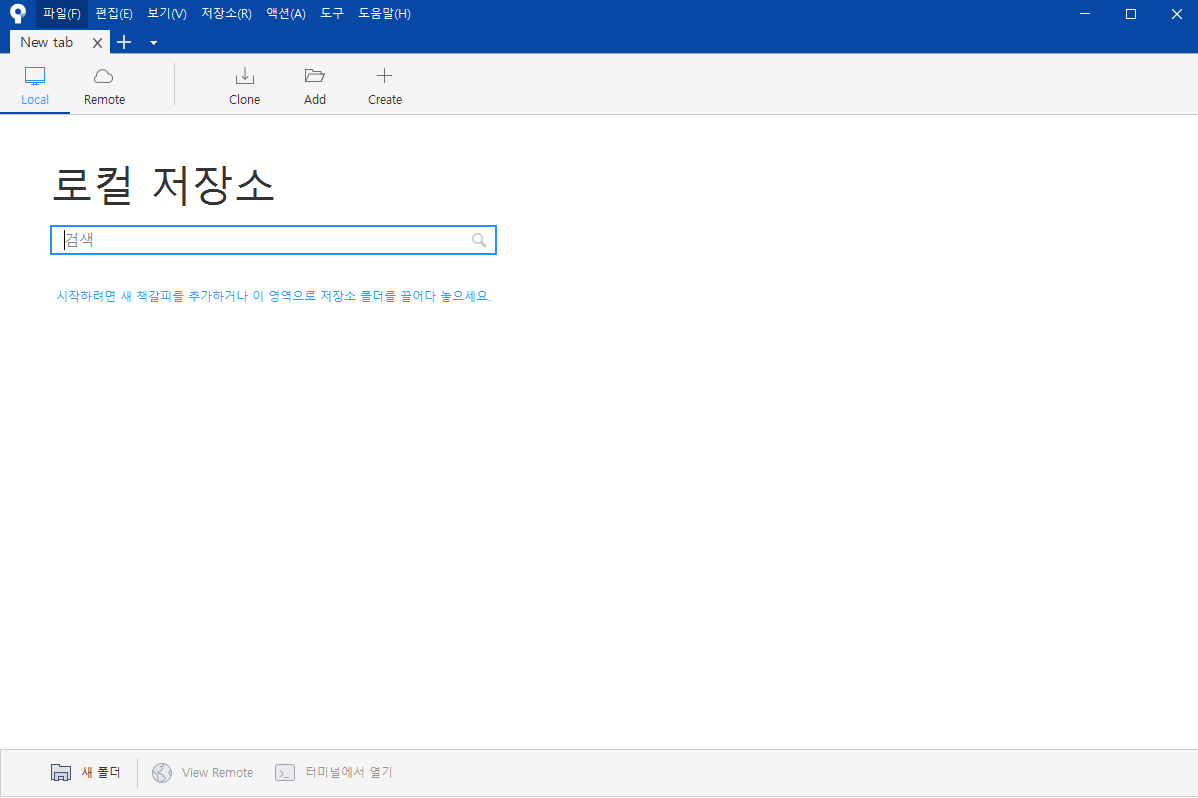 파일(F) 편집(E) 보기(V) 저장소(R) 액션(A) 도구 도움말(H)
New tab
Local Remote Clone Add Create
로컬 저장소
검색
시작하려면 새 책갈피를 추가하거나 이 영역으로 저장소 폴더를 끌어다 놓으세요.
새 폴더 View Remote 터미널에서 열기